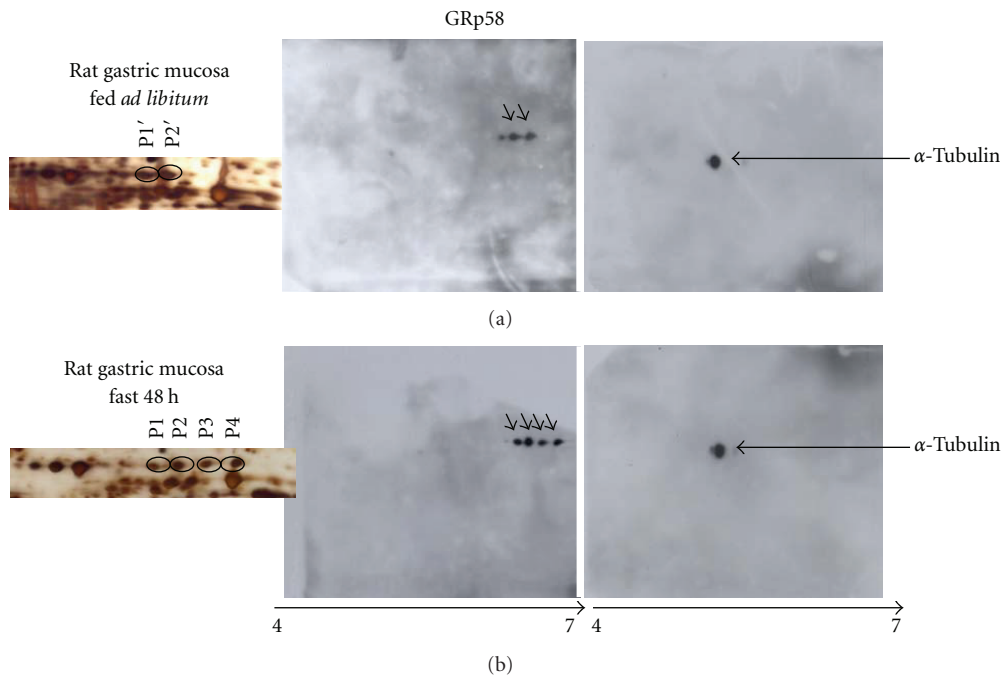 (a)
GRp58
Rat gastric mucosa
fed ad libitum
P1′
P2′
α-Tubulin
(a)
Rat gastric mucosa
fast 48 h
P1
P2
P3
P4
α-Tubulin
4
7
4
7
(b)